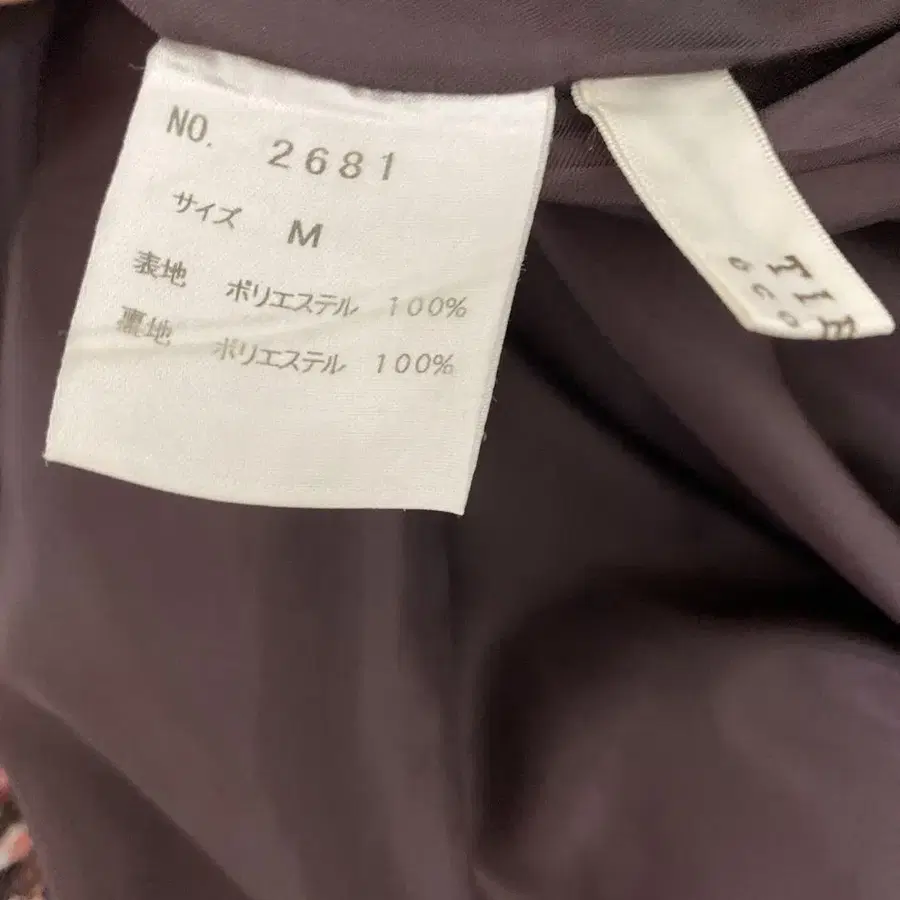 NO. 2681
サイズ M
表地 ポリエステル 100%
裏地 ポリエステル 100%